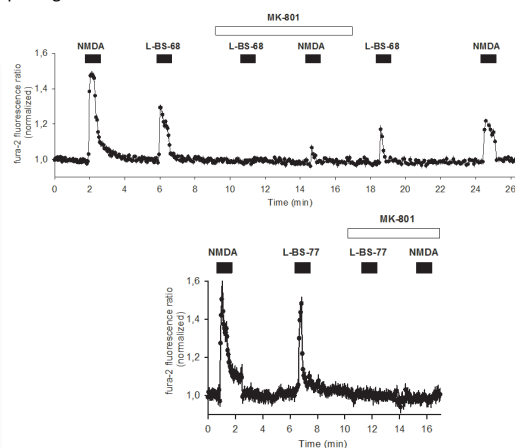 MK-801
NMDA L-BS-68 L-BS-68 NMDA L-BS-68 NMDA
fura-2 fluorescence ratio
(normalized)
1,6
1,4
1,2
1,0
0 2 4 6 8 10 12 14 16 18 20 22 24 26
Time (min)
MK-801
NMDA L-BS-77 L-BS-77 NMDA
fura-2 fluorescence ratio
(normalized)
1,6
1,4
1,2
1,0
0 2 4 6 8 10 12 14 16
Time (min)